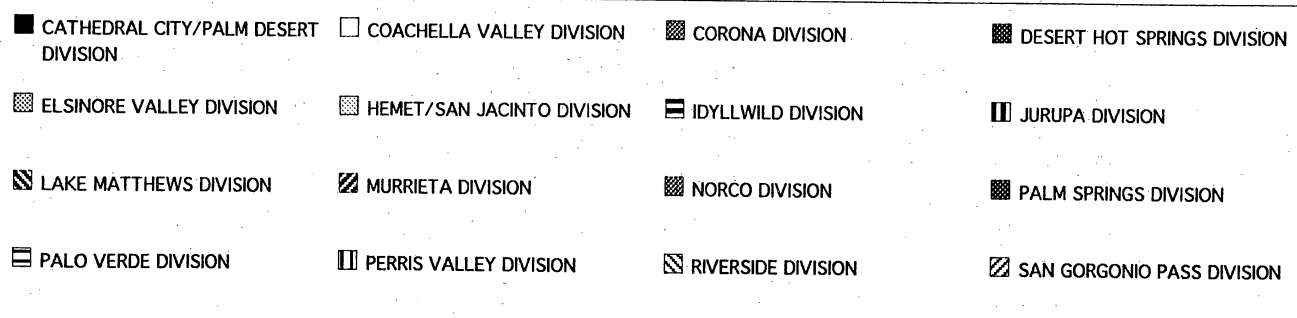 CATHEDRAL CITY/PALM DESERT DIVISION
COACHELLA VALLEY DIVISION
CORONA DIVISION
DESERT HOT SPRINGS DIVISION
ELSINORE VALLEY DIVISION
HEMET/SAN JACINTO DIVISION
IDYLLWILD DIVISION
JURUPA DIVISION
LAKE MATTHEWS DIVISION
MURRIETA DIVISION
NORCO DIVISION
PALM SPRINGS DIVISION
PALO VERDE DIVISION
PERRIS VALLEY DIVISION
RIVERSIDE DIVISION
SAN GORGONIO PASS DIVISION